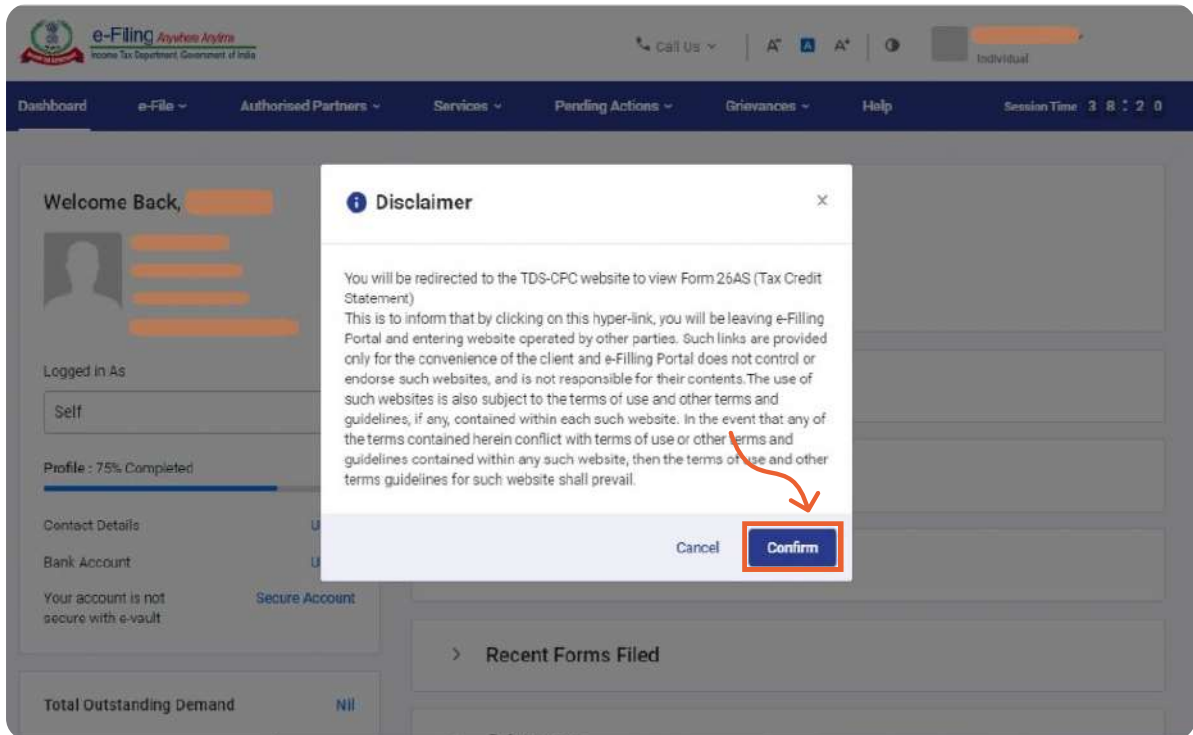 e-Filing Anywhere Anytime
Income Tax Department, Government of India
Call Us
A-
A
A+
Individual
Dashboard e-File Authorised Partners Services Pending Actions Grievances Help Session Time 3 8 : 2 0
Welcome Back,
Logged in As
Self
Profile : 75% Completed
Contact Details
Bank Account
Your account is not
secure with e-vault
Secure Account
Total Outstanding Demand Nil
Disclaimer
You will be redirected to the TDS-CPC website to view Form 26AS (Tax Credit
Statement)
This is to inform that by clicking on this hyper-link, you will be leaving e-Filling
Portal and entering website operated by other parties. Such links are provided
only for the convenience of the client and e-Filling Portal does not control or
endorse such websites, and is not responsible for their contents.The use of
such websites is also subject to the terms of use and other terms and
guidelines, if any, contained within each such website. In the event that any of
the terms contained herein conflict with terms of use or other terms and
guidelines contained within any such website, then the terms of use and other
terms guidelines for such website shall prevail.
Cancel Confirm
Recent Forms Filed